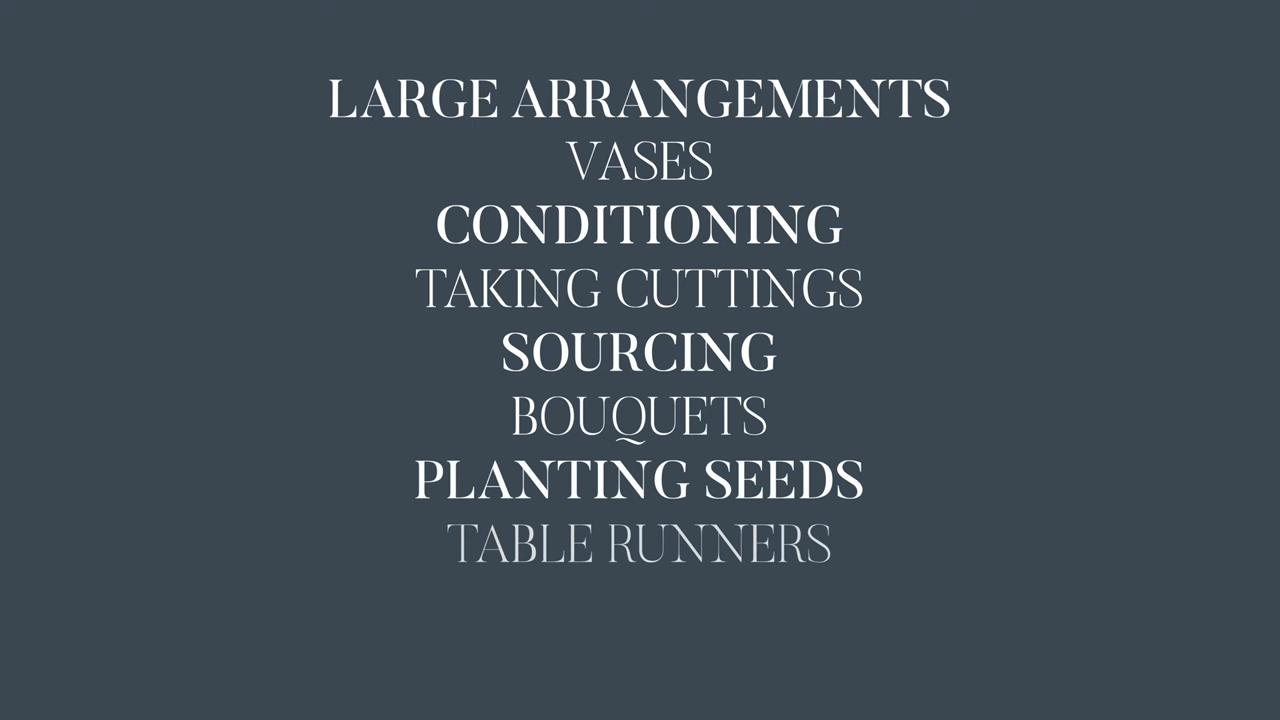 LARGE ARRANGEMENTS
VASES
CONDITIONING
TAKING CUTTINGS
SOURCING
BOUQUETS
PLANTING SEEDS
TABLE RUNNERS